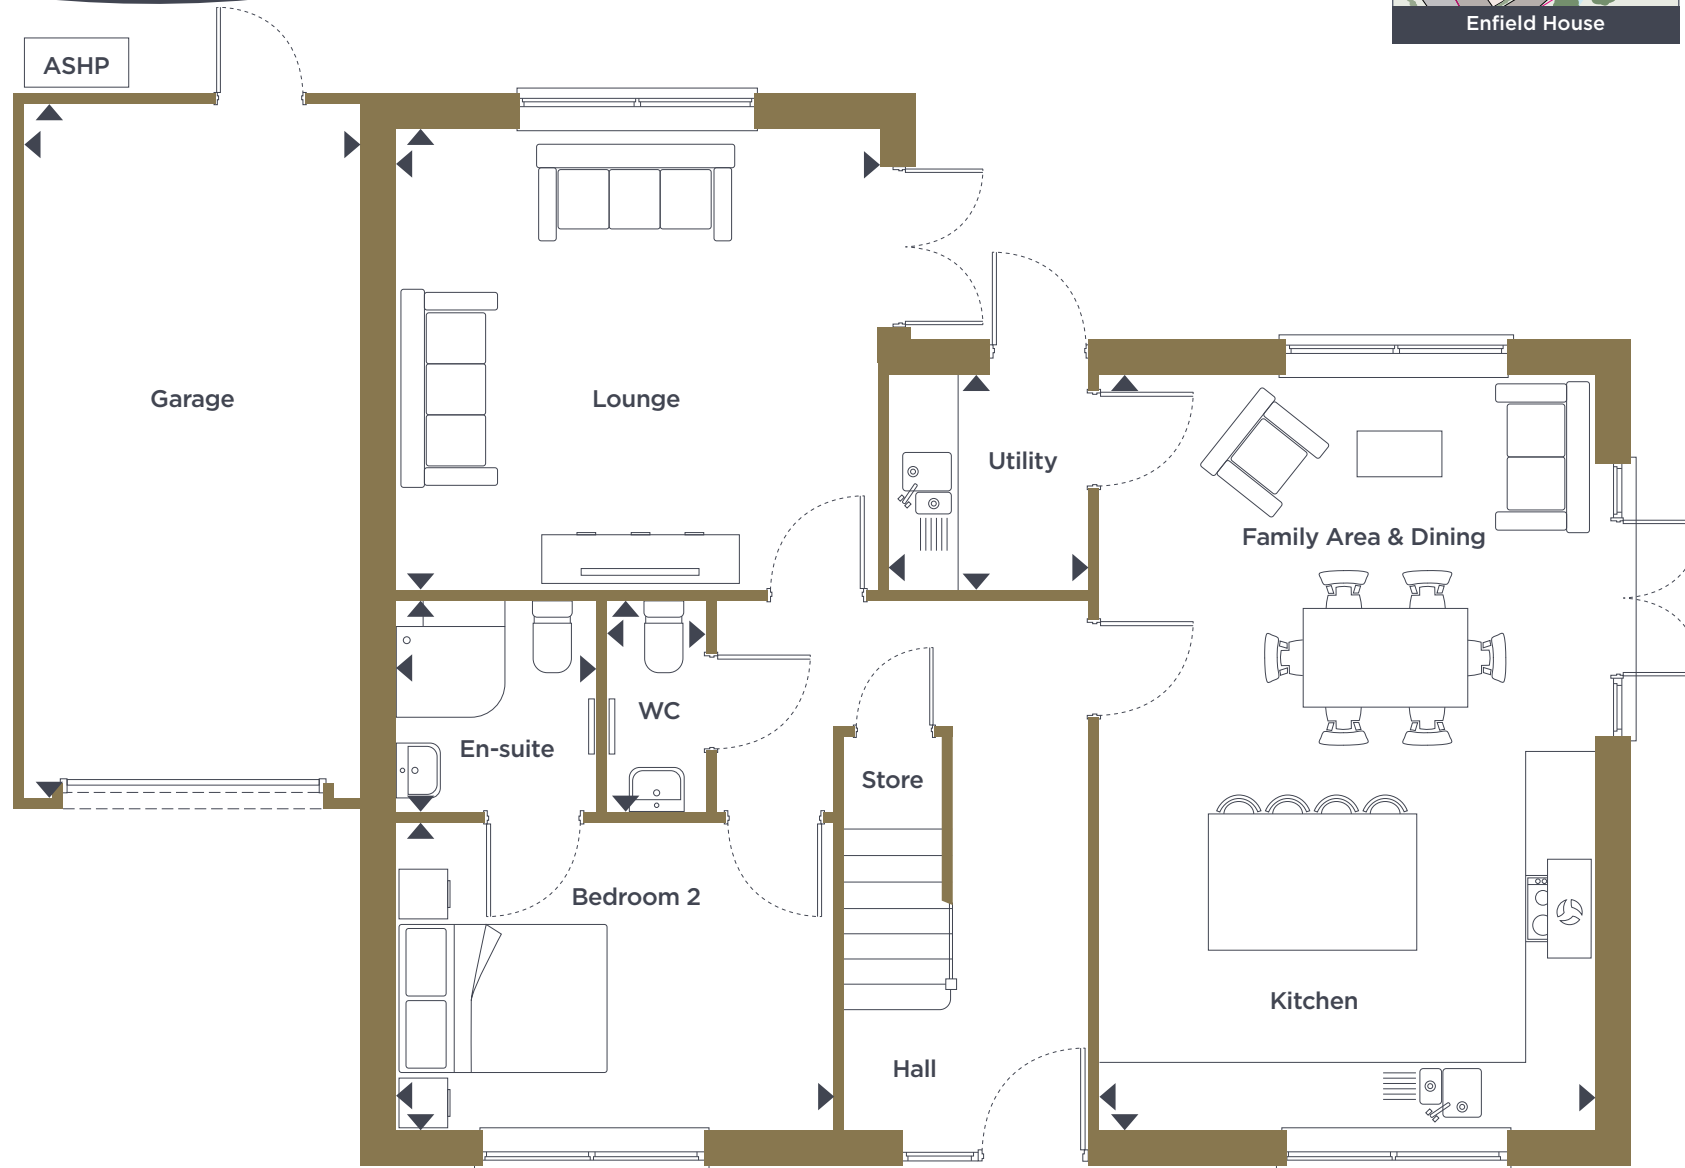 Enfield House
ASHP
Garage
Lounge
Utility
Family Area & Dining
WC
En-suite
Store
Bedroom 2
Kitchen
Hall